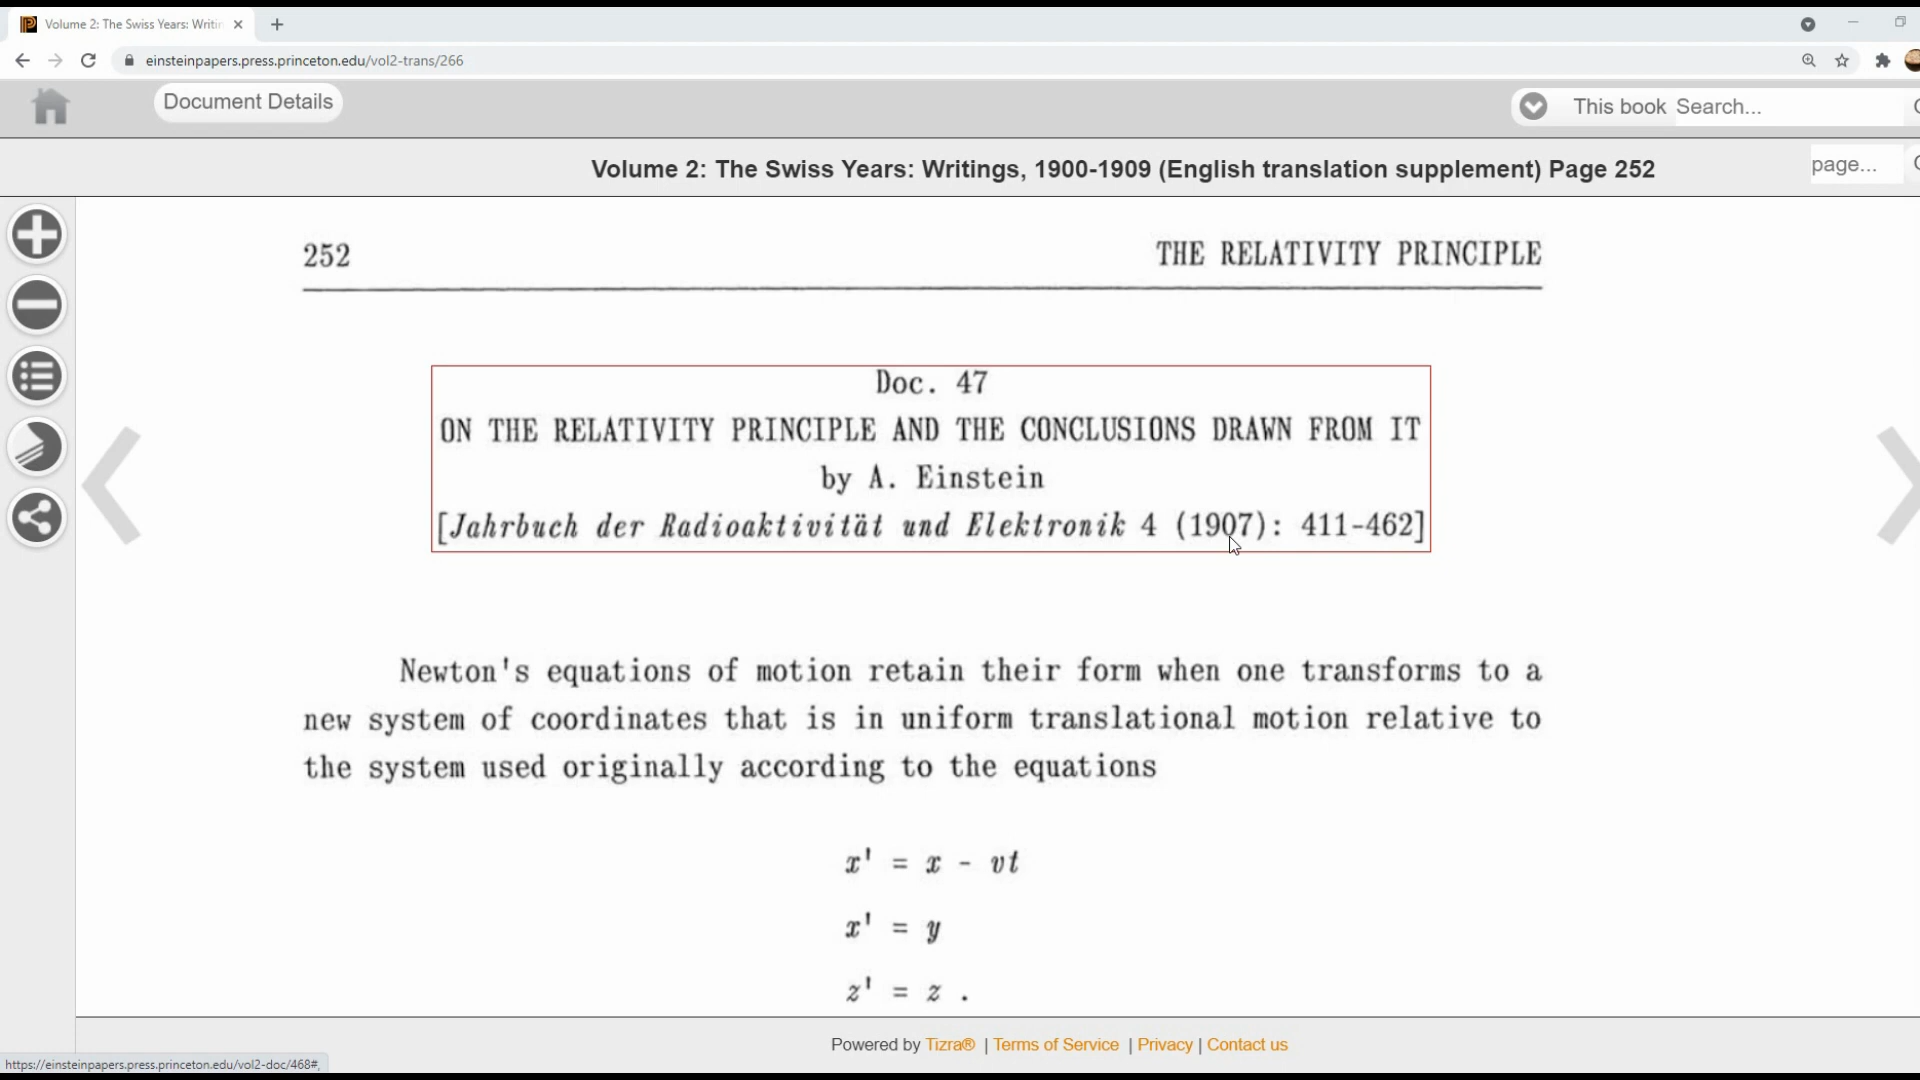 Volume 2: The Swiss Years: Writin
einsteinpapers.press.princeton.edu/vol2-trans/266
Document Details
This book Search...
Volume 2: The Swiss Years: Writings, 1900-1909 (English translation supplement) Page 252
page...
252 THE RELATIVITY PRINCIPLE
Doc. 47
ON THE RELATIVITY PRINCIPLE AND THE CONCLUSIONS DRAWN FROM IT
by A. Einstein
[Jahrbuch der Radioaktivität und Elektronik 4 (1907): 411-462]
Newton's equations of motion retain their form when one transforms to a
new system of coordinates that is in uniform translational motion relative to
the system used originally according to the equations
x' = x - vt
x' = y
z' = z .
Powered by Tizra® | Terms of Service | Privacy | Contact us
https://einsteinpapers.press.princeton.edu/vol2-doc/468#